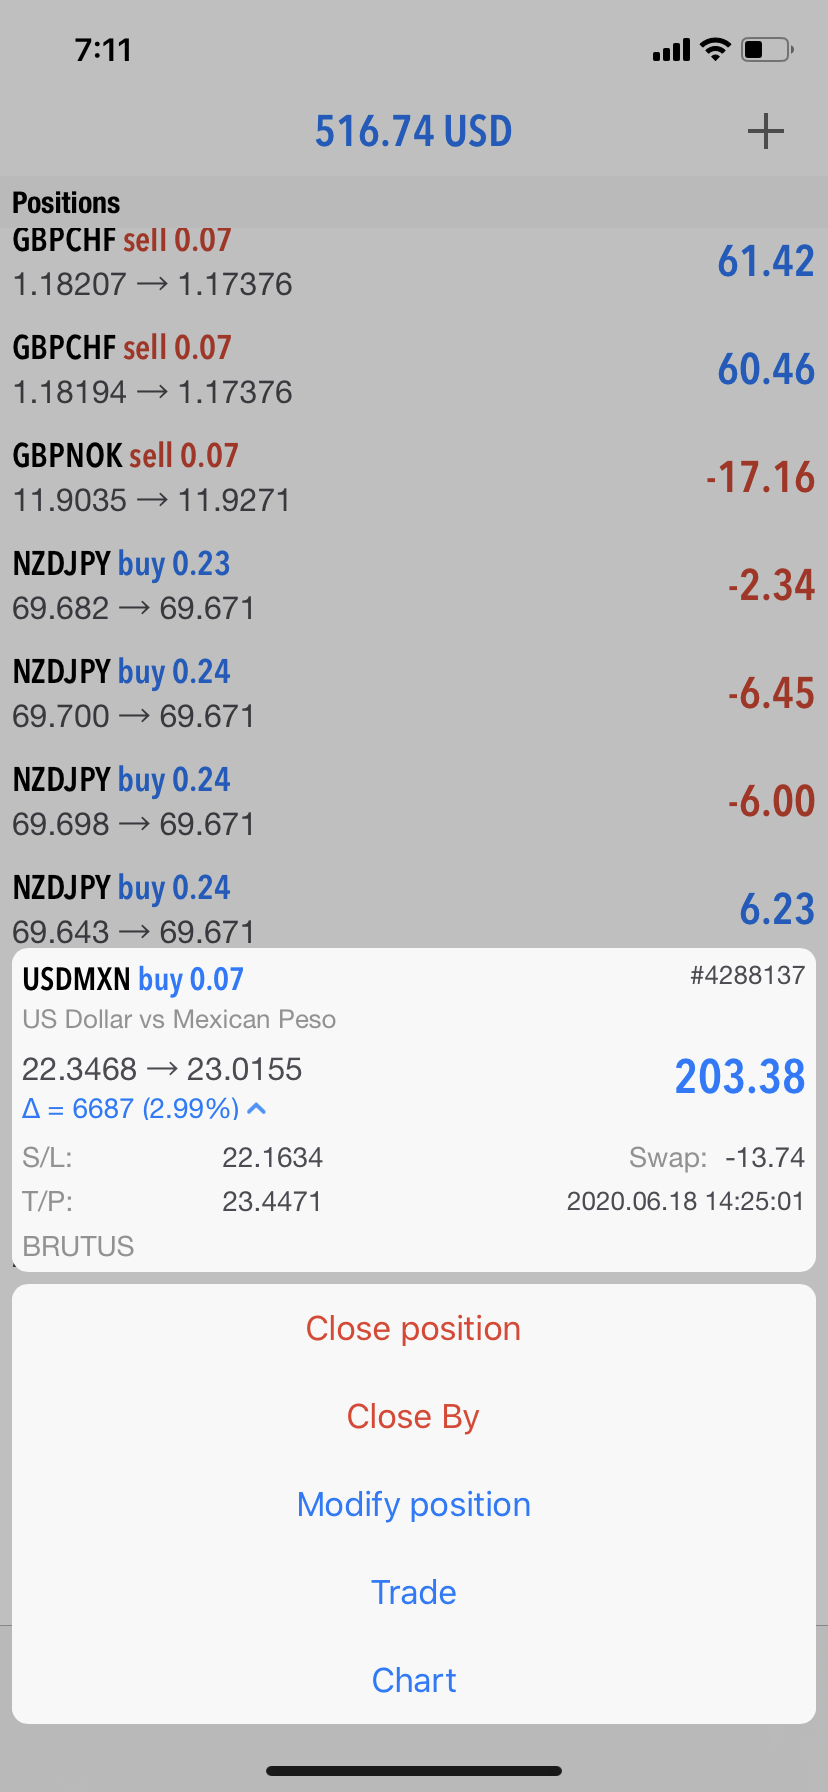 7:11
516.74 USD
Positions
GBPCHF sell 0.07
1.18207 → 1.17376
61.42
GBPCHF sell 0.07
1.18194 → 1.17376
60.46
GBPNOK sell 0.07
11.9035 → 11.9271
-17.16
NZDJPY buy 0.23
69.682 → 69.671
-2.34
NZDJPY buy 0.24
69.700 → 69.671
-6.45
NZDJPY buy 0.24
69.698 → 69.671
-6.00
NZDJPY buy 0.24
69.643 → 69.671
6.23
USDMXN buy 0.07 #4288137
US Dollar vs Mexican Peso
22.3468 → 23.0155
203.38
Δ = 6687 (2.99%)
S/L: 22.1634 Swap: -13.74
T/P: 23.4471 2020.06.18 14:25:01
BRUTUS
Close position
Close By
Modify position
Trade
Chart